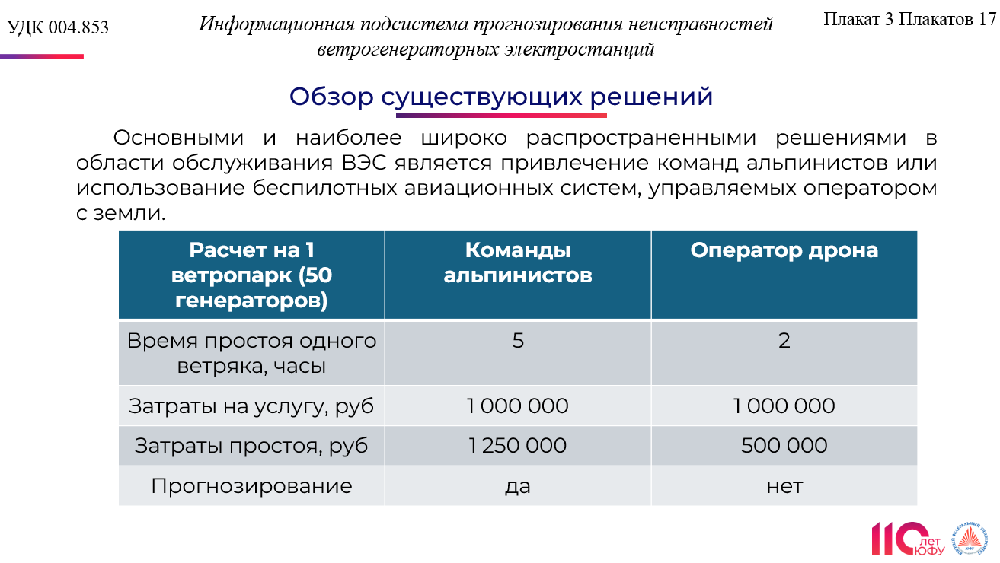 УДК 004.853
Информационная подсистема прогнозирования неисправностей
ветрогенераторных электростанций
Плакат 3 Плакатов 17
Обзор существующих решений
Основными и наиболее широко распространенными решениями в
области обслуживания ВЭС является привлечение команд альпинистов или
использование беспилотных авиационных систем, управляемых оператором
с земли.
Расчет на 1
ветропарк (50
генераторов)
Команды
альпинистов
Оператор дрона
Время простоя одного
ветряка, часы
5
2
Затраты на услугу, руб
1 000 000
1 000 000
Затраты простоя, руб
1 250 000
500 000
Прогнозирование
да
нет
110
лет
ЮФУ
ЮЖНЫЙ ФЕДЕРАЛЬНЫЙ УНИВЕРСИТЕТ
ЮФУ